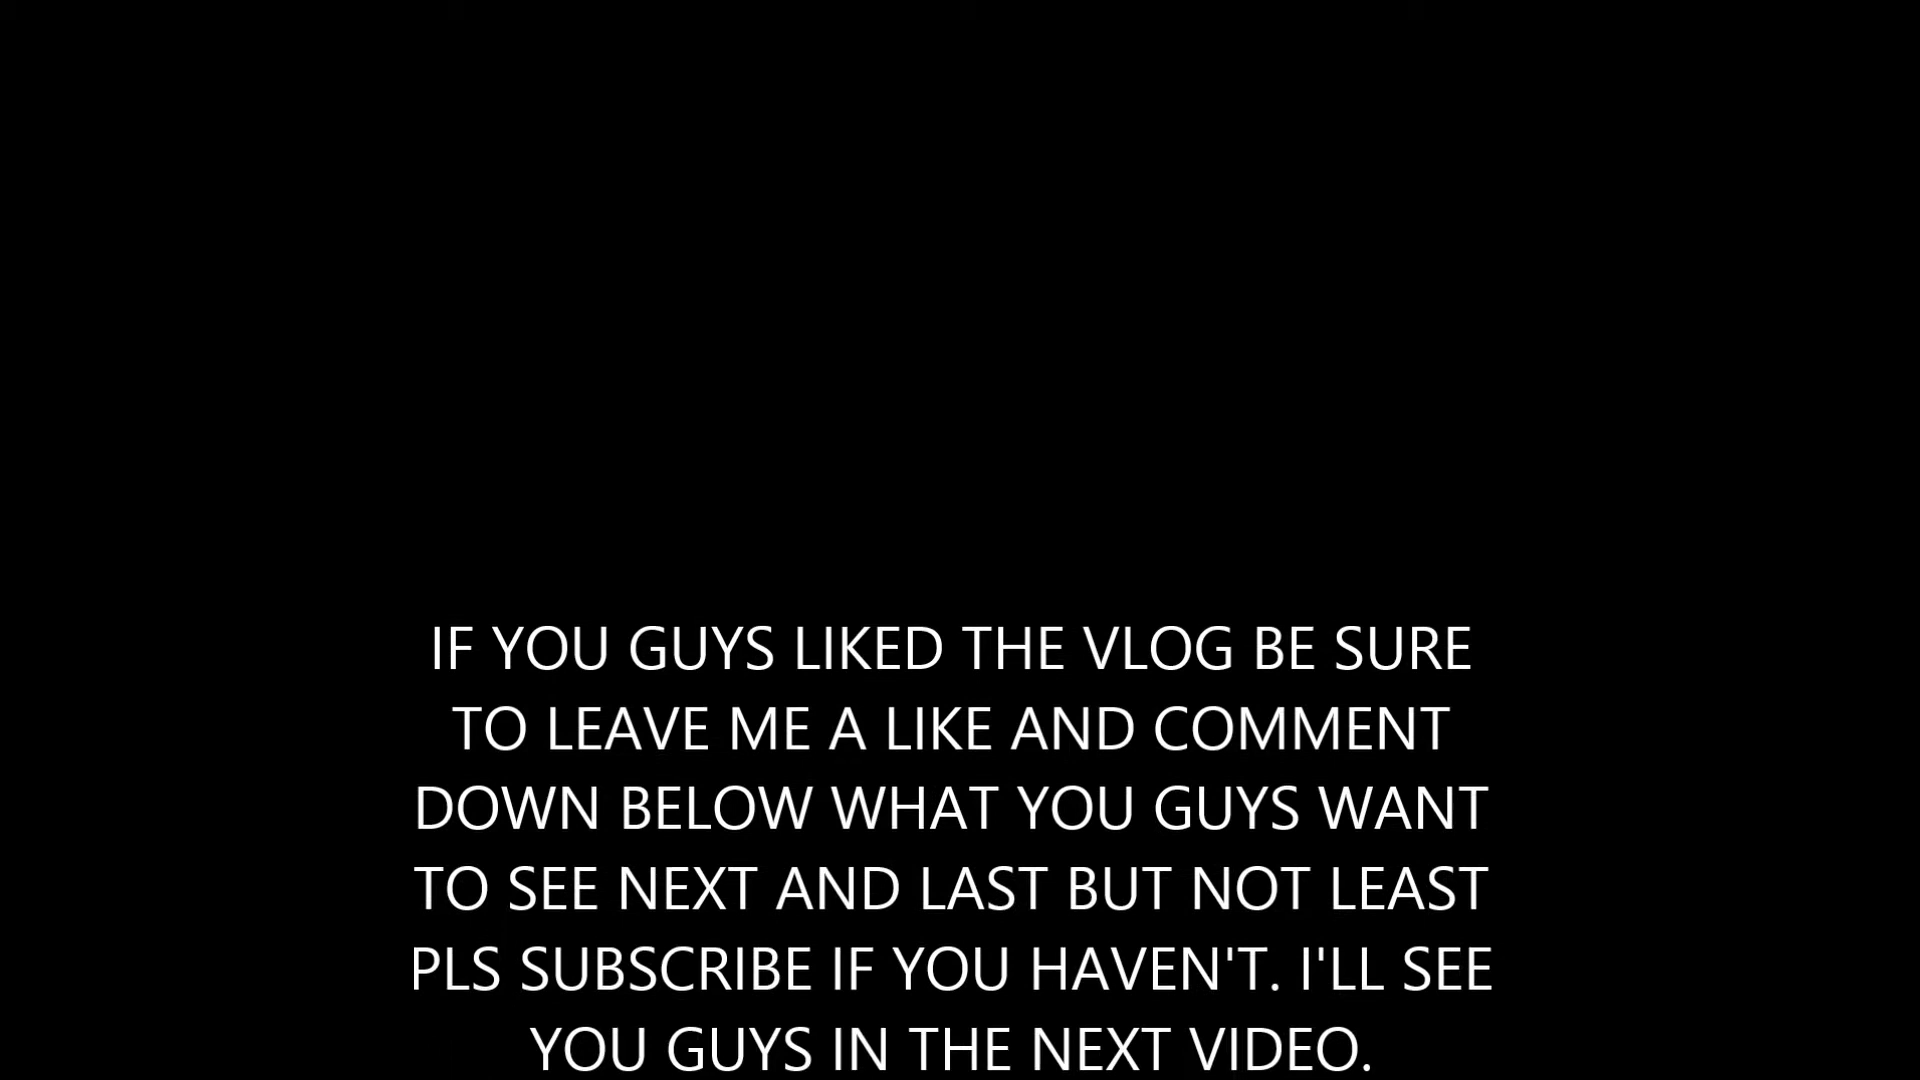 IF YOU GUYS LIKED THE VLOG BE SURE
TO LEAVE ME A LIKE AND COMMENT
DOWN BELOW WHAT YOU GUYS WANT
TO SEE NEXT AND LAST BUT NOT LEAST
PLS SUBSCRIBE IF YOU HAVEN'T. I'LL SEE
YOU GUYS IN THE NEXT VIDEO.